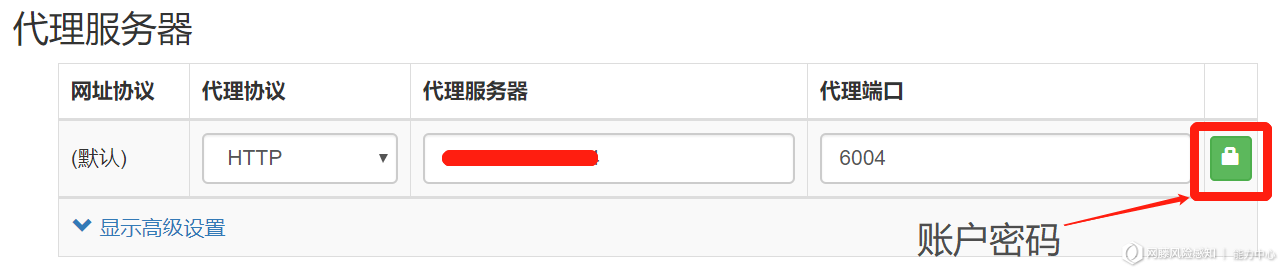 代理服务器
网址协议 代理协议 代理服务器 代理端口
(默认) HTTP 6004
显示高级设置
账户密码
网藤风险感知 | 能力中心